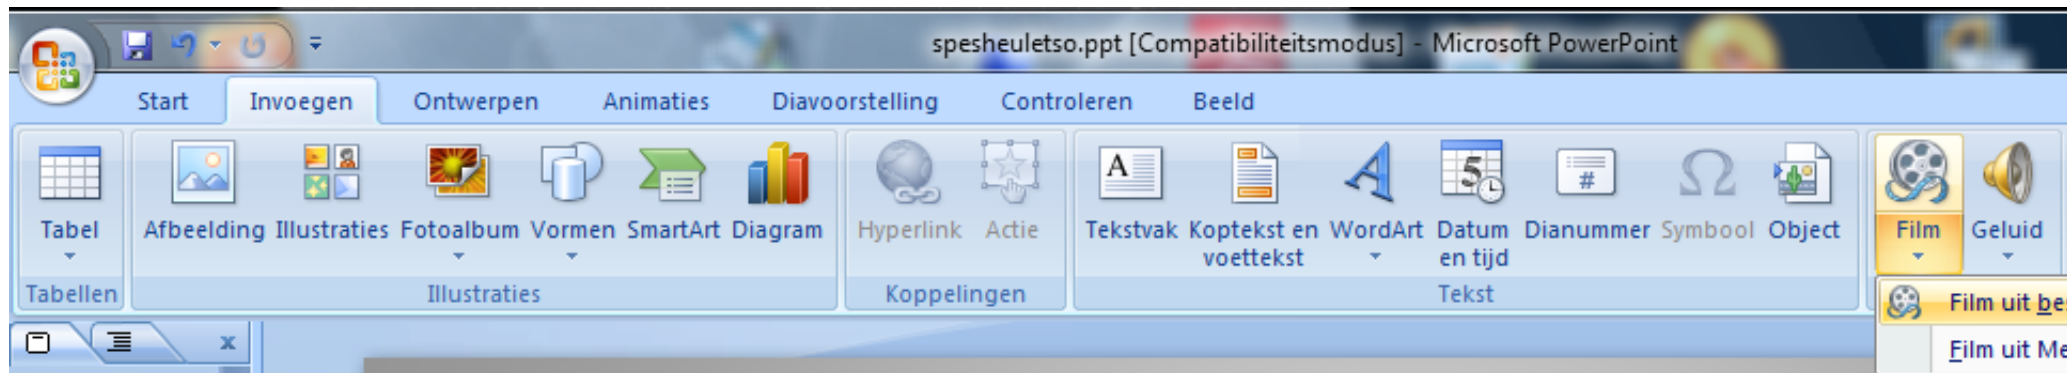 spesheuletso.ppt [Compatibiliteitsmodus] - Microsoft PowerPoint
Start Invoegen Ontwerpen Animaties Diavoorstelling Controleren Beeld
Tabel Afbeelding Illustraties Fotoalbum Vormen SmartArt Diagram Hyperlink Actie Tekstvak Koptekst en voettekst WordArt Datum en tijd Dianummer Symbool Object Film Geluid
Tabellen Illustraties Koppelingen Tekst
Film uit bes
Film uit Me